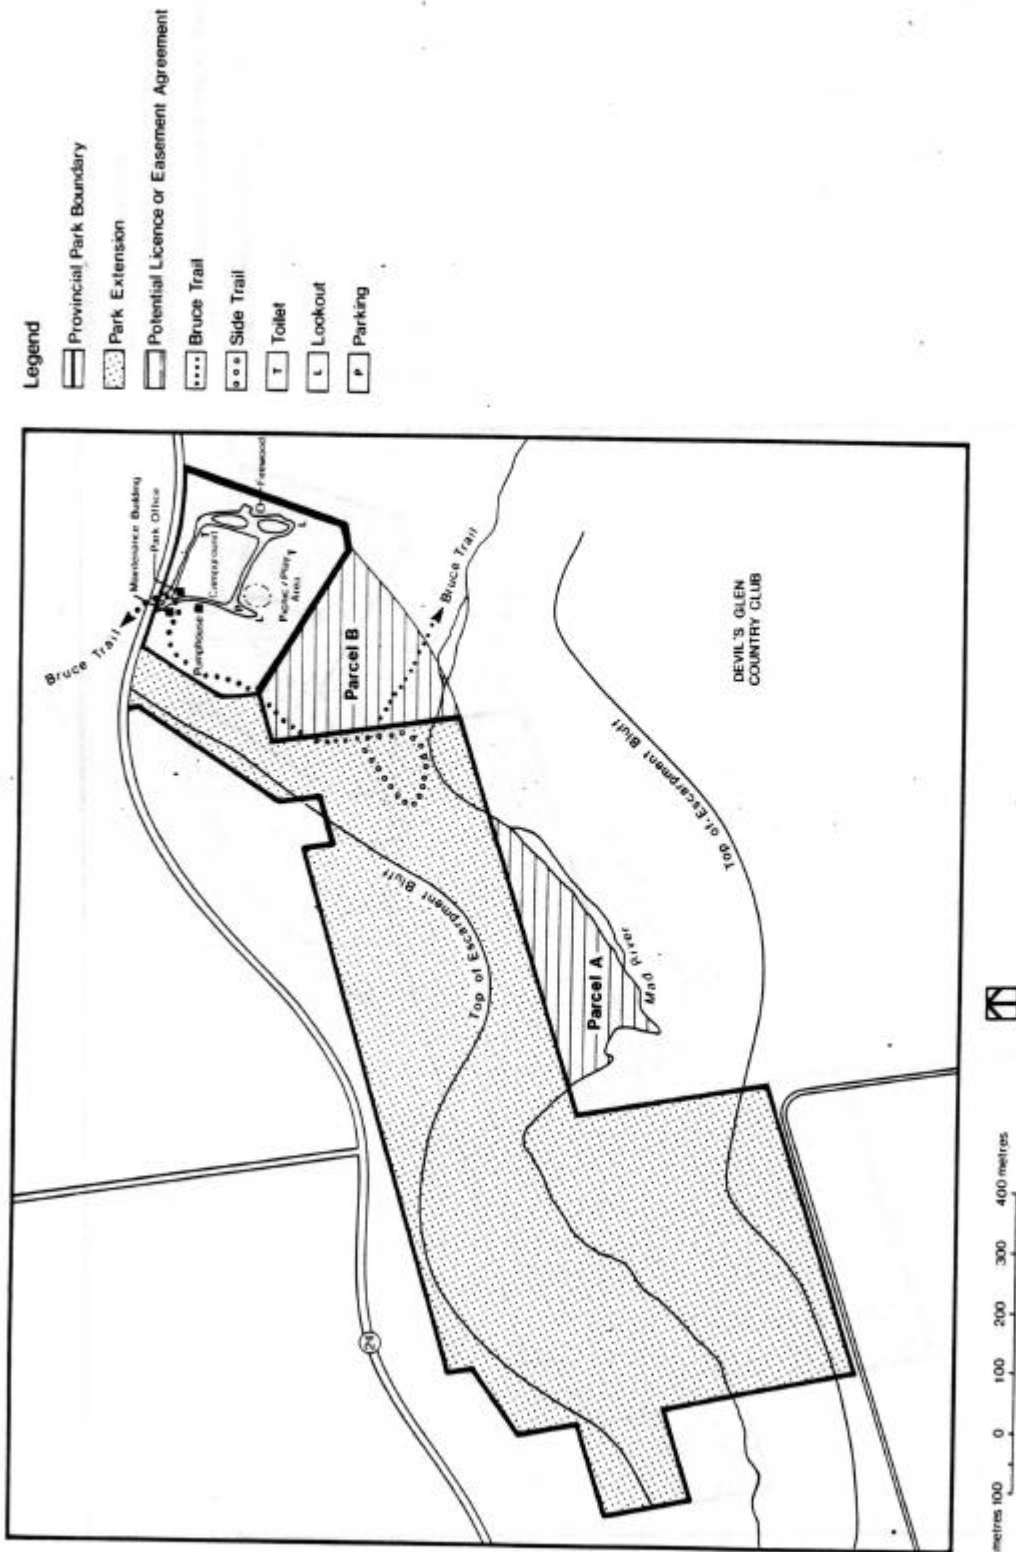 Legend
Provincial Park Boundary
Park Extension
Potential Licence or Easement Agreement
Bruce Trail
Side Trail
T Toilet
L Lookout
P Parking
Bruce Trail
Maintenance Building
Park Office
Pumphouse
Campground
Firewood
Picnic / Play
Area
T
T
L
L
Parcel B
Bruce Trail
Top of Escarpment Bluff
Parcel A
Mad River
Top of Escarpment Bluff
DEVIL'S GLEN
COUNTRY CLUB
24
metres 100 0 100 200 300 400 metres